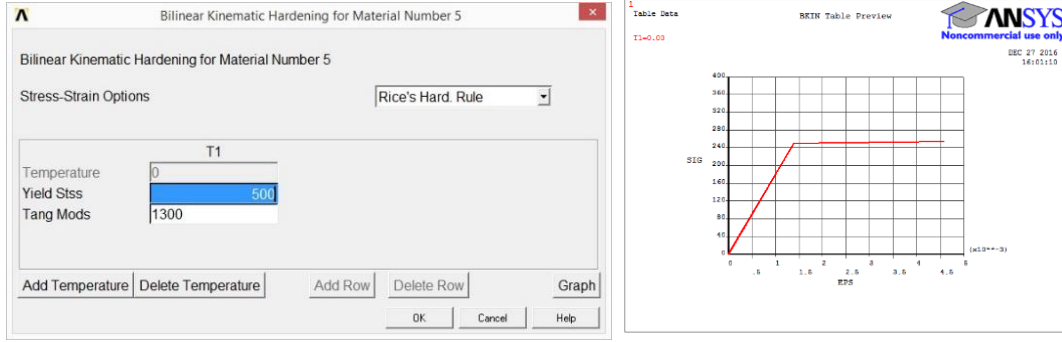 Bilinear Kinematic Hardening for Material Number 5
Bilinear Kinematic Hardening for Material Number 5
Stress-Strain Options Rice's Hard. Rule
T1
Temperature 0
Yield Stss 500
Tang Mods 1300
Add Temperature Delete Temperature Add Row Delete Row Graph
OK Cancel Help
1
Table Data
BKIN Table Preview
ANSYS
Noncommercial use only
T1=0.00
DEC 27 2016
16:01:10
400
360
320
280
240
SIG 200
160
120
80
40
0
(x10**-3)
0 1 2 3 4 5
.5 1.5 2.5 3.5 4.5
EPS